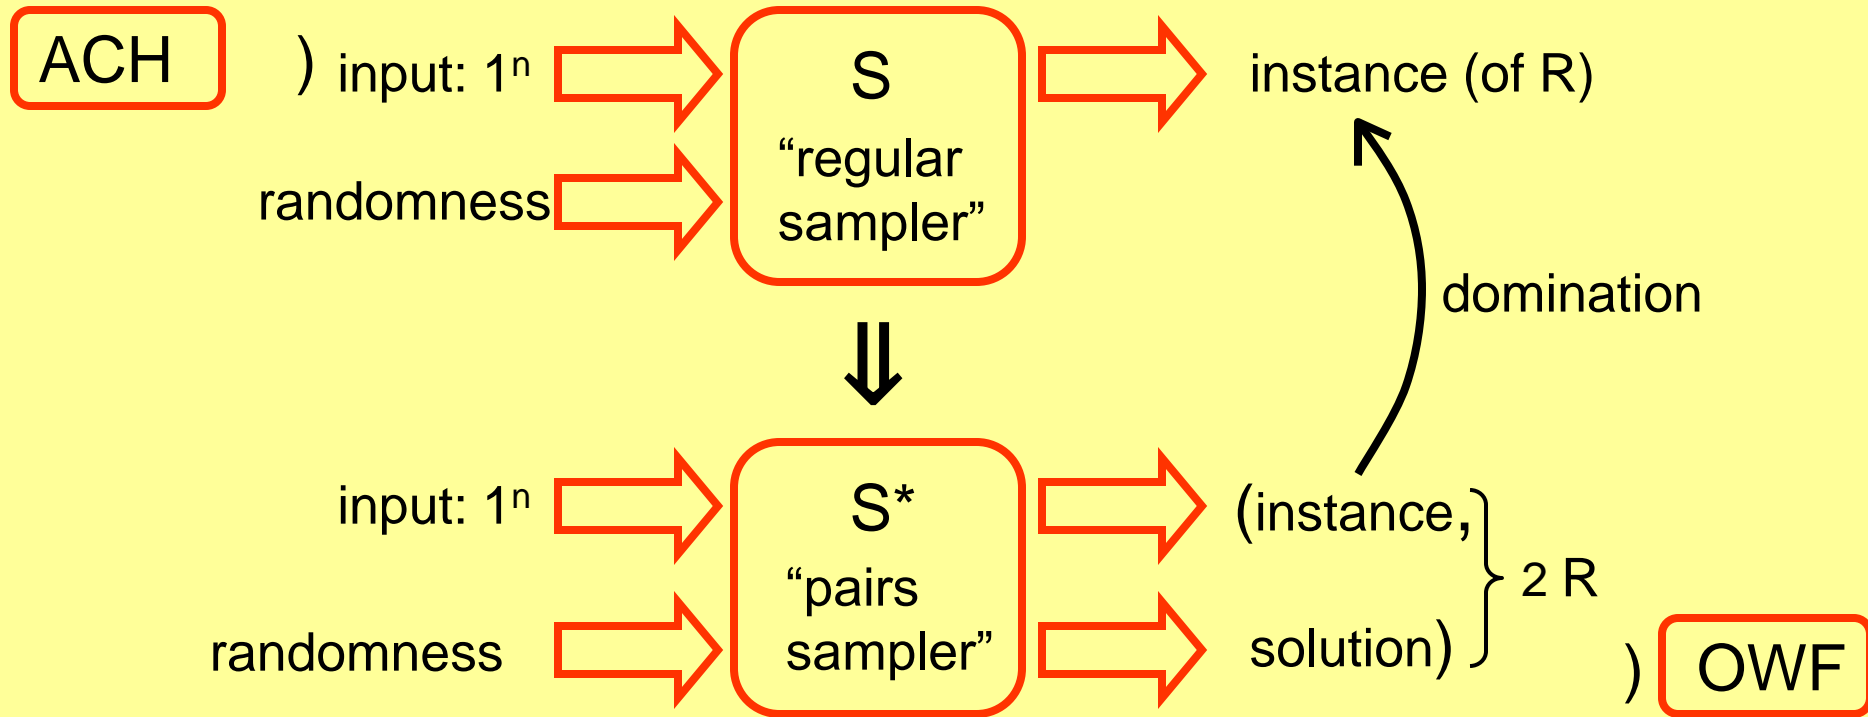 ACH
) input: 1ⁿ
S
instance (of R)
“regular
sampler”
randomness
domination
⇓
input: 1ⁿ
S*
(instance,
“pairs
sampler”
2 R
randomness
solution)
) OWF